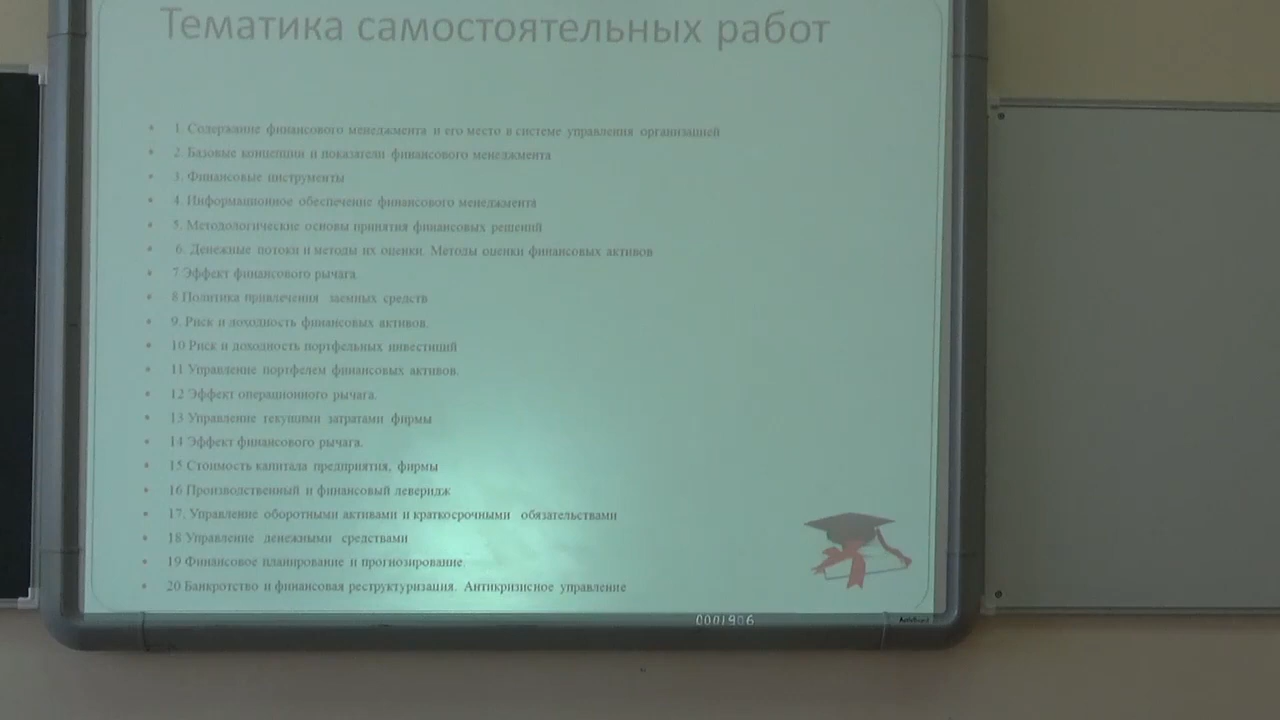 Тематика самостоятельных работ
• 1. Содержание финансового менеджмента и его место в системе управления организацией
• 2. Базовые концепции и показатели финансового менеджмента
• 3. Финансовые инструменты
• 4. Информационное обеспечение финансового менеджмента
• 5. Методологические основы принятия финансовых решений
• 6. Денежные потоки и методы их оценки. Методы оценки финансовых активов
• 7 Эффект финансового рычага.
• 8 Политика привлечения заемных средств
• 9. Риск и доходность финансовых активов.
• 10 Риск и доходность портфельных инвестиций
• 11 Управление портфелем финансовых активов.
• 12 Эффект операционного рычага.
• 13 Управление текущими затратами фирмы
• 14 Эффект финансового рычага.
• 15 Стоимость капитала предприятия, фирмы
• 16 Производственный и финансовый леверидж
• 17. Управление оборотными активами и краткосрочными обязательствами
• 18 Управление денежными средствами
• 19 Финансовое планирование и прогнозирование.
• 20 Банкротство и финансовая реструктуризация. Антикризисное управление
0001906